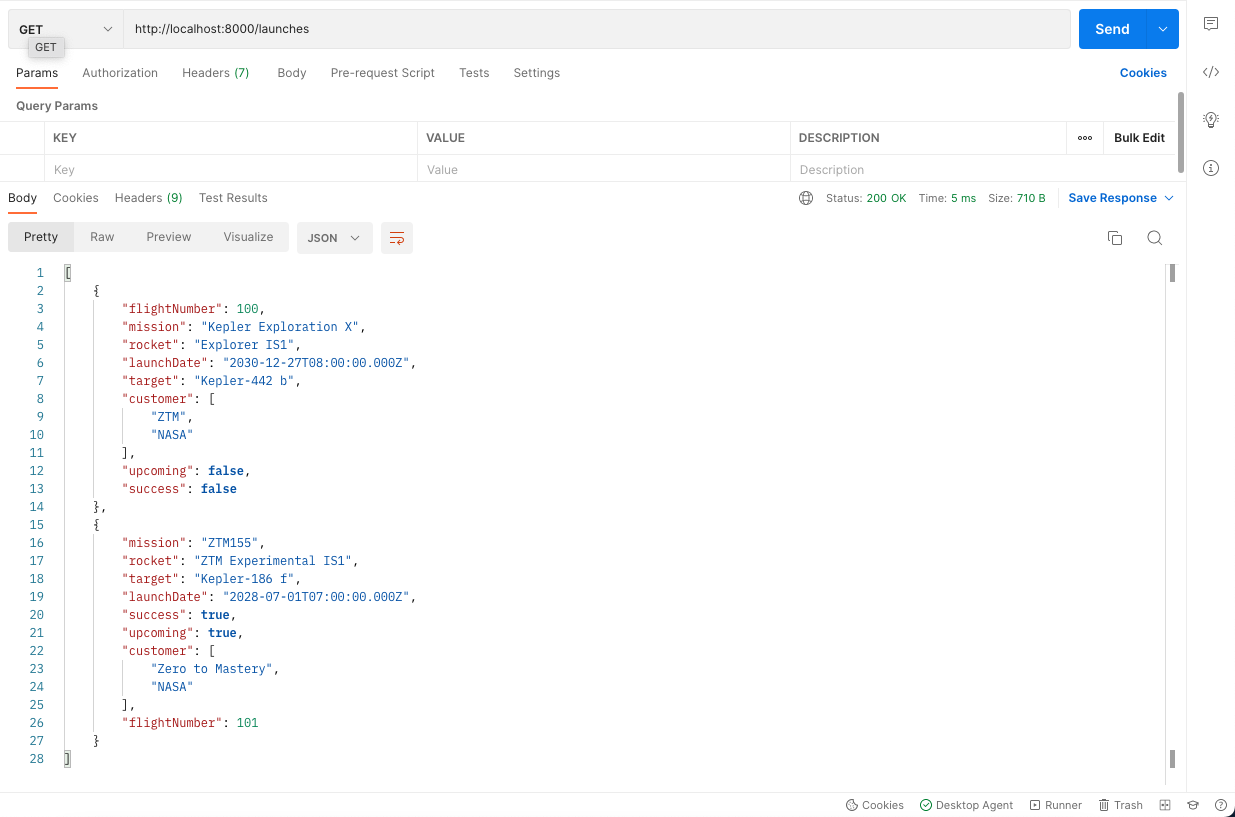 GET http://localhost:8000/launches Send
GET
Params Authorization Headers (7) Body Pre-request Script Tests Settings Cookies
Query Params
KEY VALUE DESCRIPTION ooo Bulk Edit
Key Value Description
Body Cookies Headers (9) Test Results Status: 200 OK Time: 5 ms Size: 710 B Save Response
Pretty Raw Preview Visualize JSON
1 [
2 {
3 "flightNumber": 100,
4 "mission": "Kepler Exploration X",
5 "rocket": "Explorer IS1",
6 "launchDate": "2030-12-27T08:00:00.000Z",
7 "target": "Kepler-442 b",
8 "customer": [
9 "ZTM",
10 "NASA"
11 ],
12 "upcoming": false,
13 "success": false
14 },
15 {
16 "mission": "ZTM155",
17 "rocket": "ZTM Experimental IS1",
18 "target": "Kepler-186 f",
19 "launchDate": "2028-07-01T07:00:00.000Z",
20 "success": true,
21 "upcoming": true,
22 "customer": [
23 "Zero to Mastery",
24 "NASA"
25 ],
26 "flightNumber": 101
27 }
28 ]
Cookies Desktop Agent Runner Trash